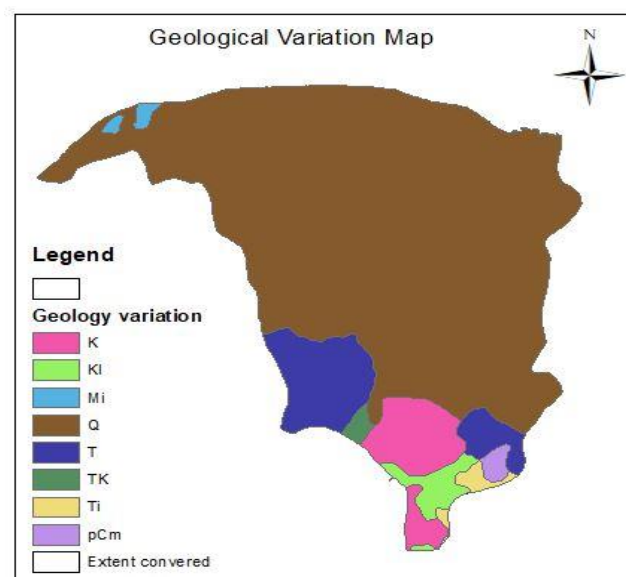 Geological Variation Map
N
Legend
Geology variation
K
Kl
Mi
Q
T
TK
Ti
pCm
Extent convered